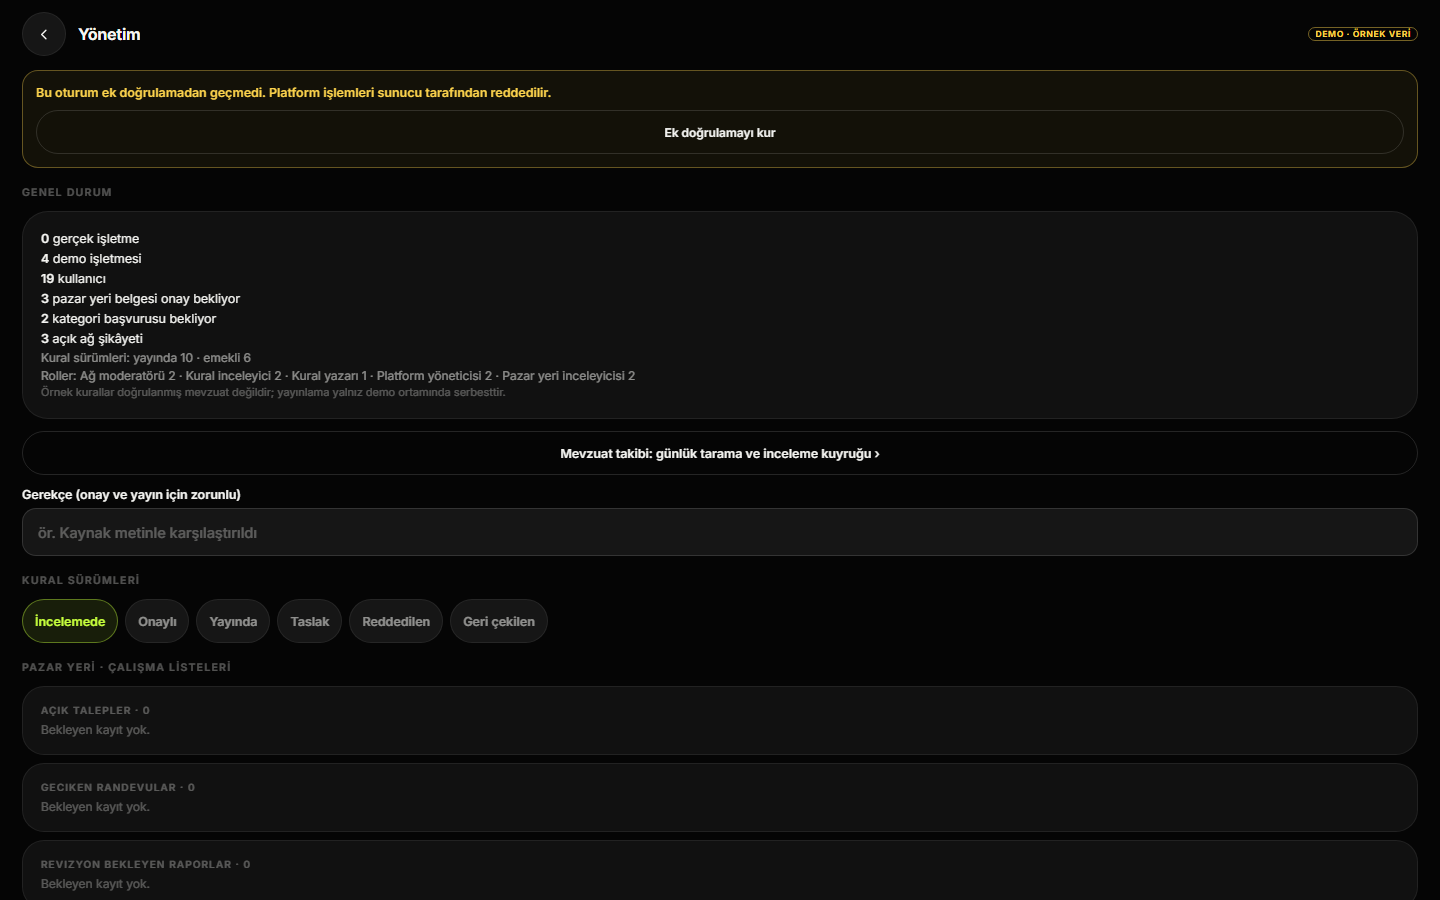 Yönetim
DEMO · ÖRNEK VERİ
Bu oturum ek doğrulamadan geçmedi. Platform işlemleri sunucu tarafından reddedilir.
Ek doğrulamayı kur
GENEL DURUM
0 gerçek işletme
4 demo işletmesi
19 kullanıcı
3 pazar yeri belgesi onay bekliyor
2 kategori başvurusu bekliyor
3 açık ağ şikâyeti
Kural sürümleri: yayında 10 · emekli 6
Roller: Ağ moderatörü 2 · Kural inceleyici 2 · Kural yazarı 1 · Platform yöneticisi 2 · Pazar yeri inceleyicisi 2
Örnek kurallar doğrulanmış mevzuat değildir; yayınlama yalnız demo ortamında serbesttir.
Mevzuat takibi: günlük tarama ve inceleme kuyruğu ›
Gerekçe (onay ve yayın için zorunlu)
ör. Kaynak metinle karşılaştırıldı
KURAL SÜRÜMLERİ
İncelemede
Onaylı
Yayında
Taslak
Reddedilen
Geri çekilen
PAZAR YERİ · ÇALIŞMA LİSTELERİ
AÇIK TALEPLER · 0
Bekleyen kayıt yok.
GECIKEN RANDEVULAR · 0
Bekleyen kayıt yok.
REVIZYON BEKLEYEN RAPORLAR · 0
Bekleyen kayıt yok.